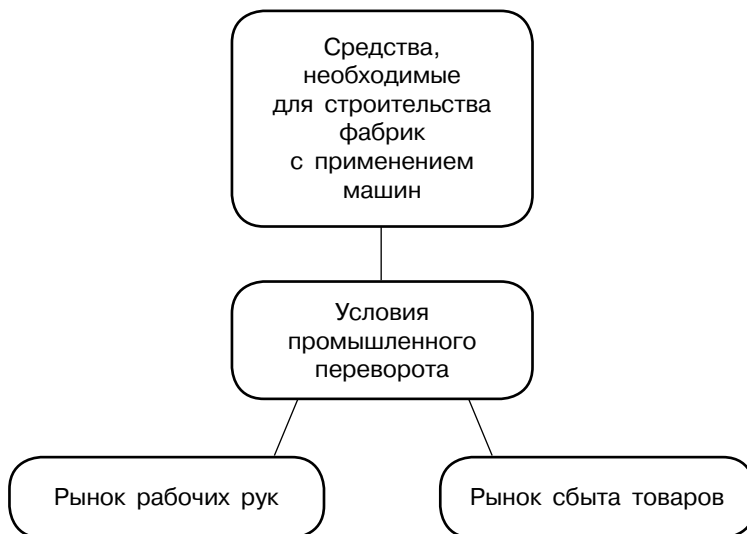 Средства,
необходимые
для строительства
фабрик
с применением
машин
Условия
промышленного
переворота
Рынок рабочих рук
Рынок сбыта товаров